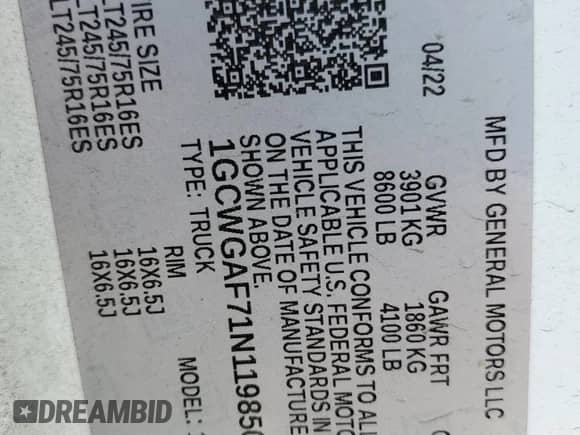 MFD BY GENERAL MOTORS LLC
04/22
GVWR
GAWR FRT
3901 KG
1860 KG
8600 LB
4100 LB
THIS VEHICLE CONFORMS TO ALL
APPLICABLE U.S. FEDERAL MOTO
VEHICLE SAFETY STANDARDS IN
ON THE DATE OF MANUFACTURE
SHOWN ABOVE.
1GCWGAF71N11985
TYPE: TRUCK
MODEL:
IRE SIZE
RIM
LT245/75R16ES
16X6.5J
LT245/75R16ES
16X6.5J
LT245/75R16ES
16X6.5J
DREAMBID